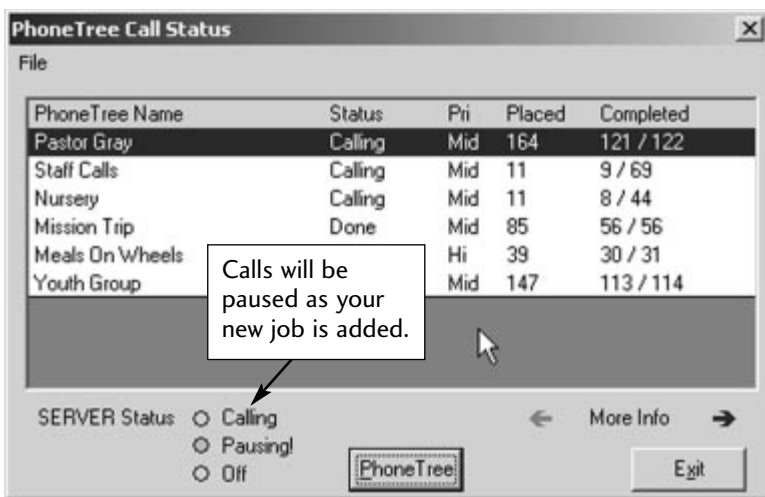 PhoneTree Call Status
File
PhoneTree Name Status Pri Placed Completed
Pastor Gray Calling Mid 164 121 / 122
Staff Calls Calling Mid 11 9 / 69
Nursery Calling Mid 11 8 / 44
Mission Trip Done Mid 85 56 / 56
Meals On Wheels Hi 39 30 / 31
Youth Group Mid 147 113 / 114
Calls will be
paused as your
new job is added.
SERVER Status Calling More Info
Pausing!
Off
PhoneTree Exit